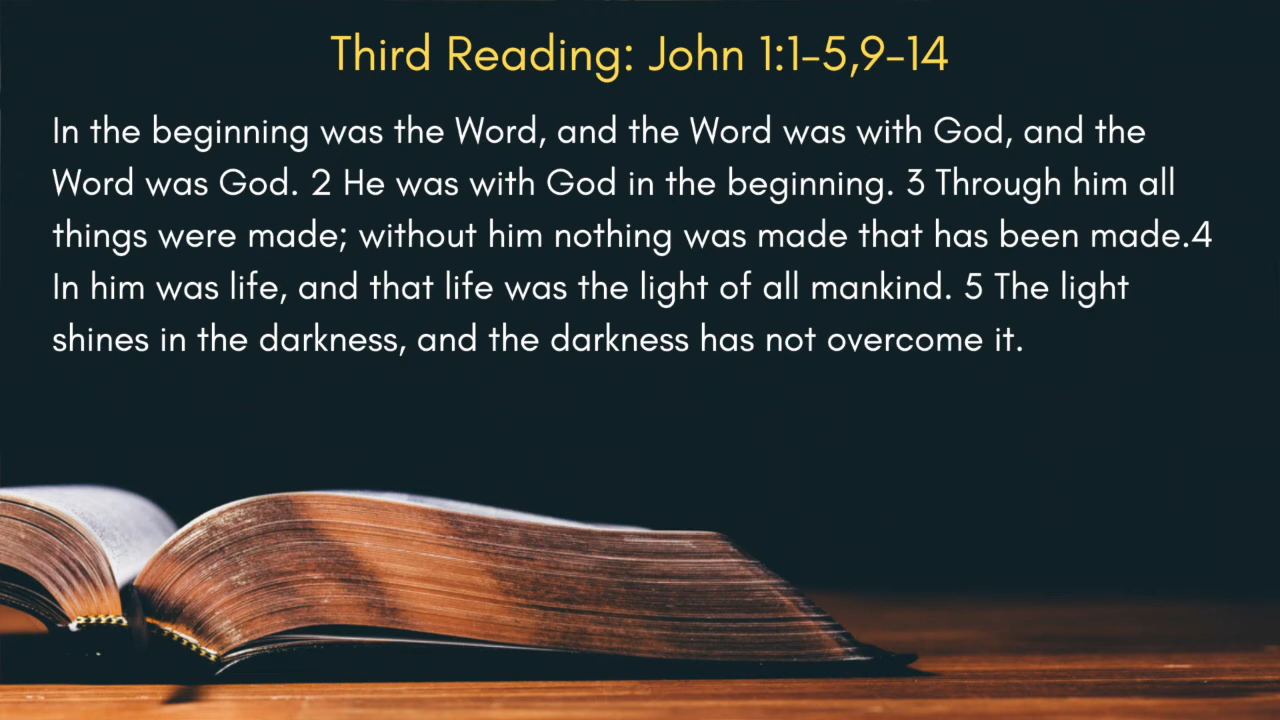 Third Reading: John 1:1-5,9-14
In the beginning was the Word, and the Word was with God, and the
Word was God. 2 He was with God in the beginning. 3 Through him all
things were made; without him nothing was made that has been made.4
In him was life, and that life was the light of all mankind. 5 The light
shines in the darkness, and the darkness has not overcome it.